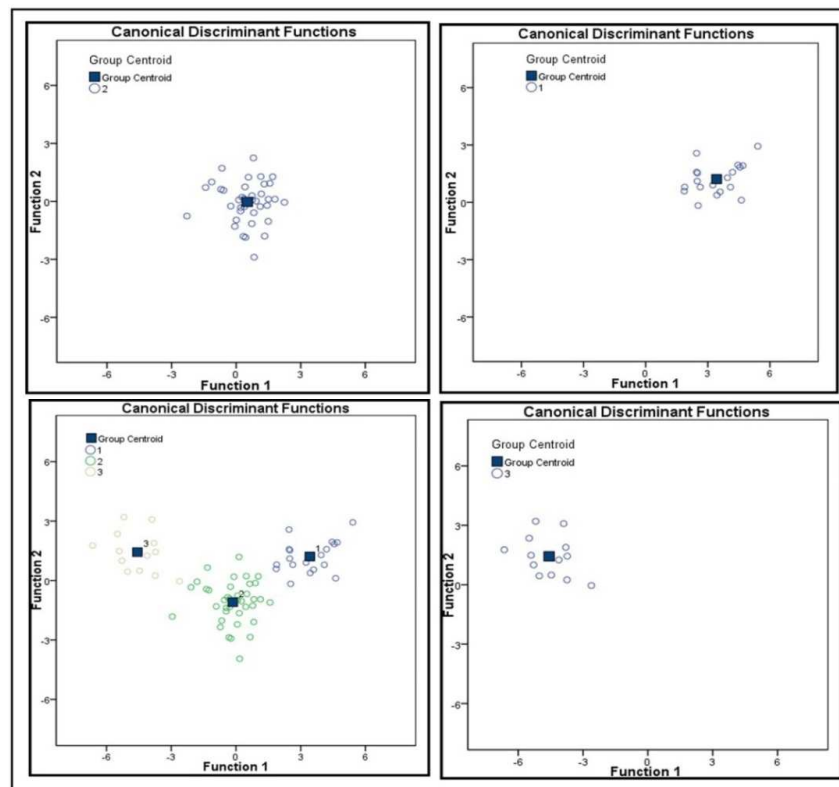 Canonical Discriminant Functions
Group Centroid
Group Centroid
2
6
3
0
-3
-6
Function 2
-6 -3 0 3 6
Function 1
Canonical Discriminant Functions
Group Centroid
Group Centroid
1
6
3
0
-3
-6
Function 2
-6 -3 0 3 6
Function 1
Canonical Discriminant Functions
Group Centroid
1
2
3
6
3
0
-3
-6
Function 2
3
1
2
-6 -3 0 3 6
Function 1
Canonical Discriminant Functions
Group Centroid
Group Centroid
3
6
3
0
-3
-6
Function 2
-6 -3 0 3 6
Function 1